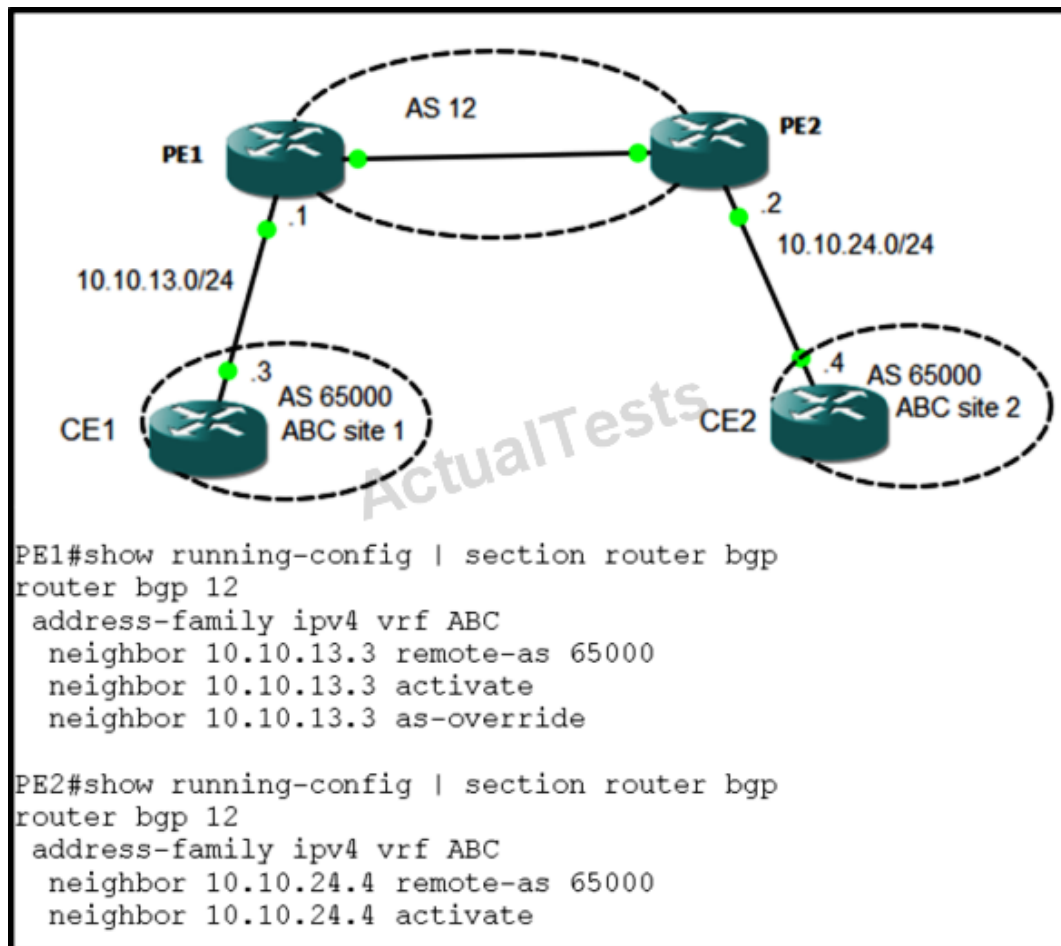 AS 12
PE1
PE2
.1
.2
10.10.13.0/24
10.10.24.0/24
.3
AS 65000
ABC site 1
CE1
.4
AS 65000
ABC site 2
CE2
ActualTests
PE1#show running-config | section router bgp
router bgp 12
 address-family ipv4 vrf ABC
  neighbor 10.10.13.3 remote-as 65000
  neighbor 10.10.13.3 activate
  neighbor 10.10.13.3 as-override
PE2#show running-config | section router bgp
router bgp 12
 address-family ipv4 vrf ABC
  neighbor 10.10.24.4 remote-as 65000
  neighbor 10.10.24.4 activate